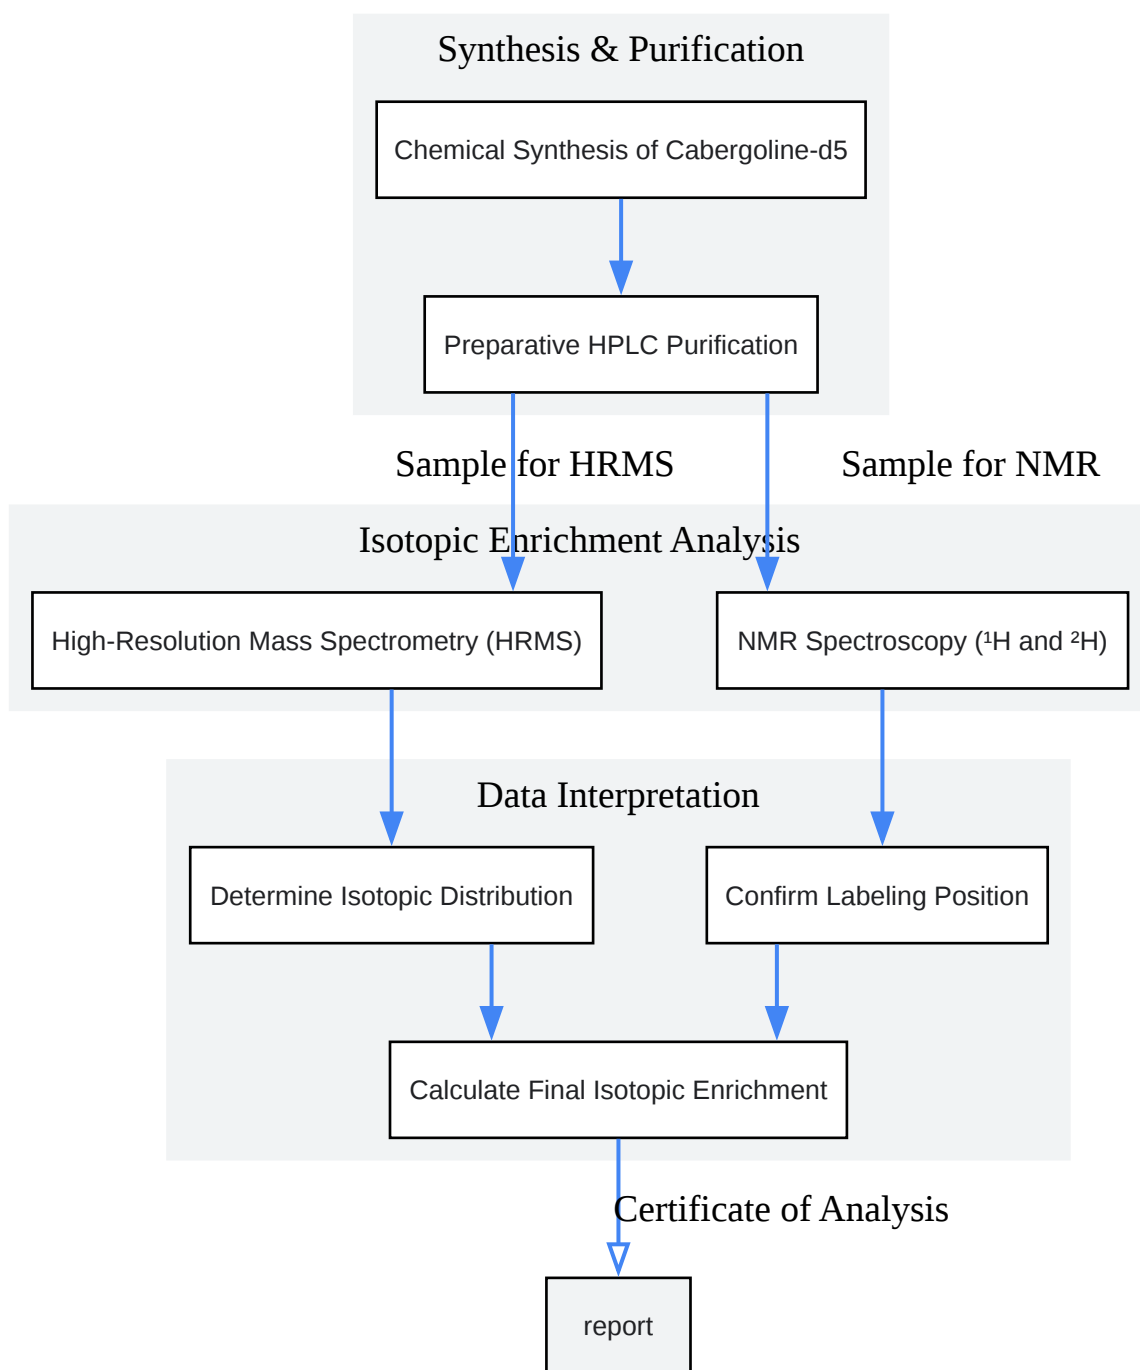 Synthesis & Purification
Chemical Synthesis of Cabergoline-d5
Preparative HPLC Purification
Sample for HRMS
Sample for NMR
Isotopic Enrichment Analysis
High-Resolution Mass Spectrometry (HRMS)
NMR Spectroscopy (¹H and ²H)
Data Interpretation
Determine Isotopic Distribution
Confirm Labeling Position
Calculate Final Isotopic Enrichment
Certificate of Analysis
report